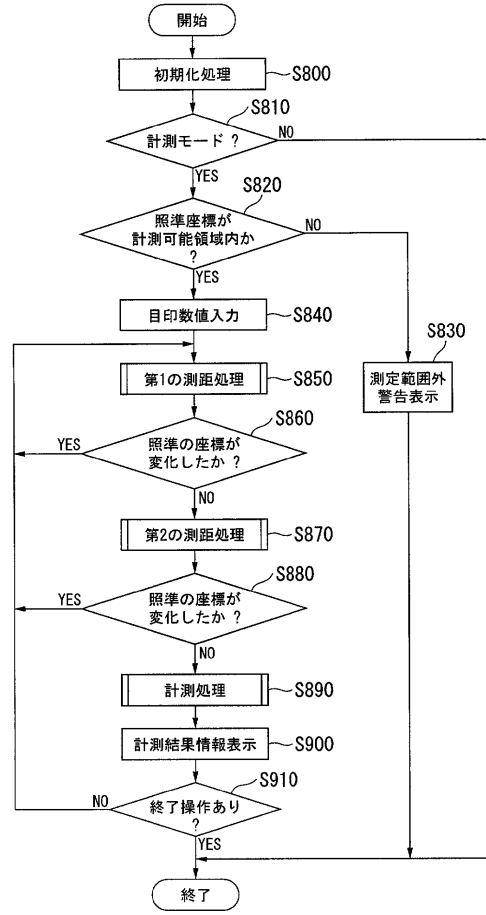 開始
初期化処理
S800
S810
計測モード ?
NO
YES
S820
照準座標が
計測可能領域内か
?
NO
YES
目印数値入力
S840
S830
測定範囲外
警告表示
第1の測距処理
S850
S860
照準の座標が
変化したか ?
YES
NO
第2の測距処理
S870
S880
照準の座標が
変化したか ?
YES
NO
計測処理
S890
計測結果情報表示
S900
S910
終了操作あり
?
NO
YES
終了